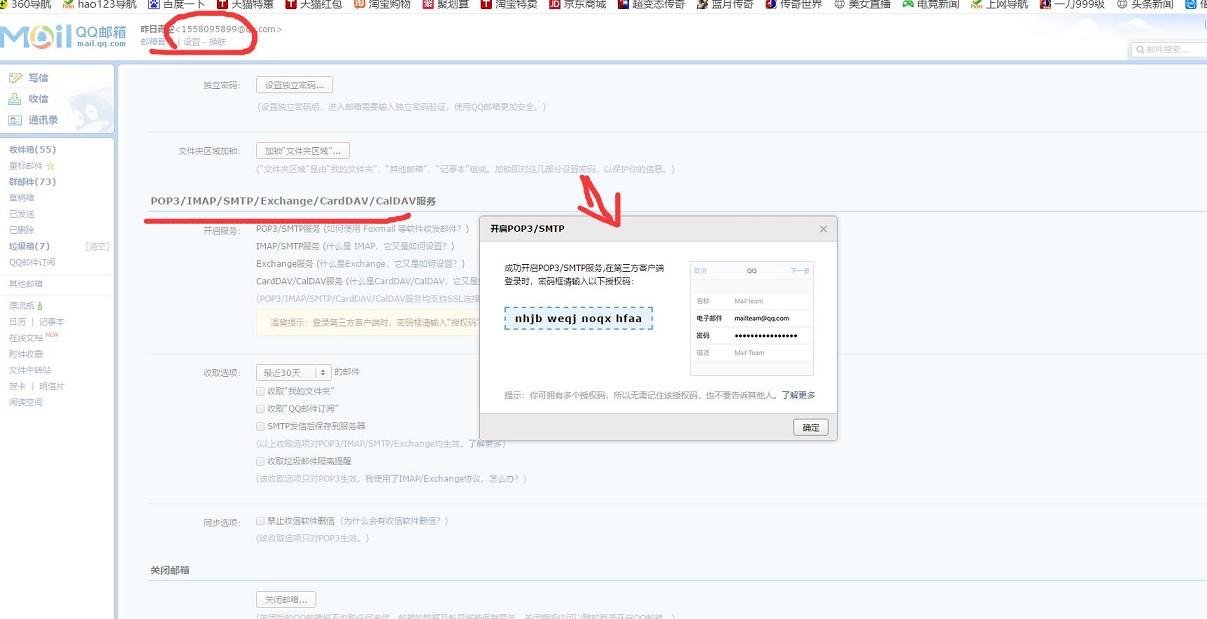 360导航 hao123导航 百度一下 天猫特惠 天猫红包 淘宝购物 聚划算 淘宝特卖 京东商城 超变态传奇 蓝月传奇 传奇世界 美女直播 电竞新闻 上网导航 一刀999级 头条新闻
Mail QQ邮箱
mail.qq.com
<1558095899@qq.com>
设置 - 换肤
邮件搜索...
写信
收信
通讯录
收件箱(55)
星标邮件
群邮件(73)
草稿箱
已发送
已删除
垃圾箱(7) [清空]
QQ邮件订阅
其他邮箱
漂流瓶
日历 | 记事本
在线文档 NEW
附件收藏
文件中转站
贺卡 | 明信片
阅读空间
独立密码: 设置独立密码...
(设置独立密码后，进入邮箱需要输入独立密码验证，使用QQ邮箱更加安全。)
文件夹区域加锁: 加锁"文件夹区域"...
("文件夹区域"是由"我的文件夹"、"其他邮箱"、"记事本"组成。加锁即对这几部分设置密码，以保护你的信息。)
POP3/IMAP/SMTP/Exchange/CardDAV/CalDAV服务
开启服务: POP3/SMTP服务 (如何使用 Foxmail 等软件收发邮件？)
IMAP/SMTP服务 (什么是 IMAP，它又是如何设置？)
Exchange服务 (什么是Exchange，它又是如何设置？)
CardDAV/CalDAV服务 (什么是CardDAV/CalDAV，它又是
(POP3/IMAP/SMTP/CardDAV/CalDAV服务均支持SSL连接
温馨提示：登录第三方客户端时，密码框请输入"授权码"
开启POP3/SMTP
成功开启POP3/SMTP服务,在第三方客户端
登录时，密码框请输入以下授权码：
nhjb weqj noqx hfaa
取消 QQ 下一步
名称 Mail team
电子邮件 mailteam@qq.com
密码 ●●●●●●●●●●●●●●●●
描述 Mail Team
提示：你可拥有多个授权码，所以无需记住该授权码，也不要告诉其他人。了解更多
确定
收取选项: 最近30天 的邮件
收取"我的文件夹"
收取"QQ邮件订阅"
SMTP发信后保存到服务器
(以上收取选项对POP3/IMAP/SMTP/Exchange均生效。了解更多)
收取垃圾邮件隔离提醒
(该收取选项只对POP3生效。我使用了IMAP/Exchange协议，怎么办？)
同步选项: 禁止收信软件删信 (为什么会有收信软件删信？)
(该收取选项只对POP3生效。)
关闭邮箱
关闭邮箱...